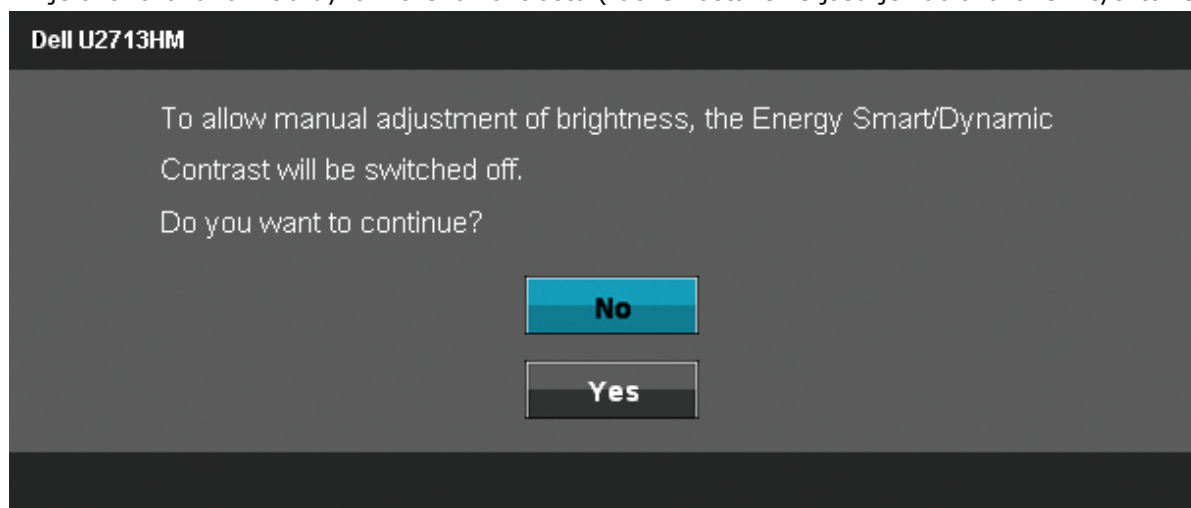 Dell U2713HM
To allow manual adjustment of brightness, the Energy Smart/Dynamic
Contrast will be switched off.
Do you want to continue?
No
Yes